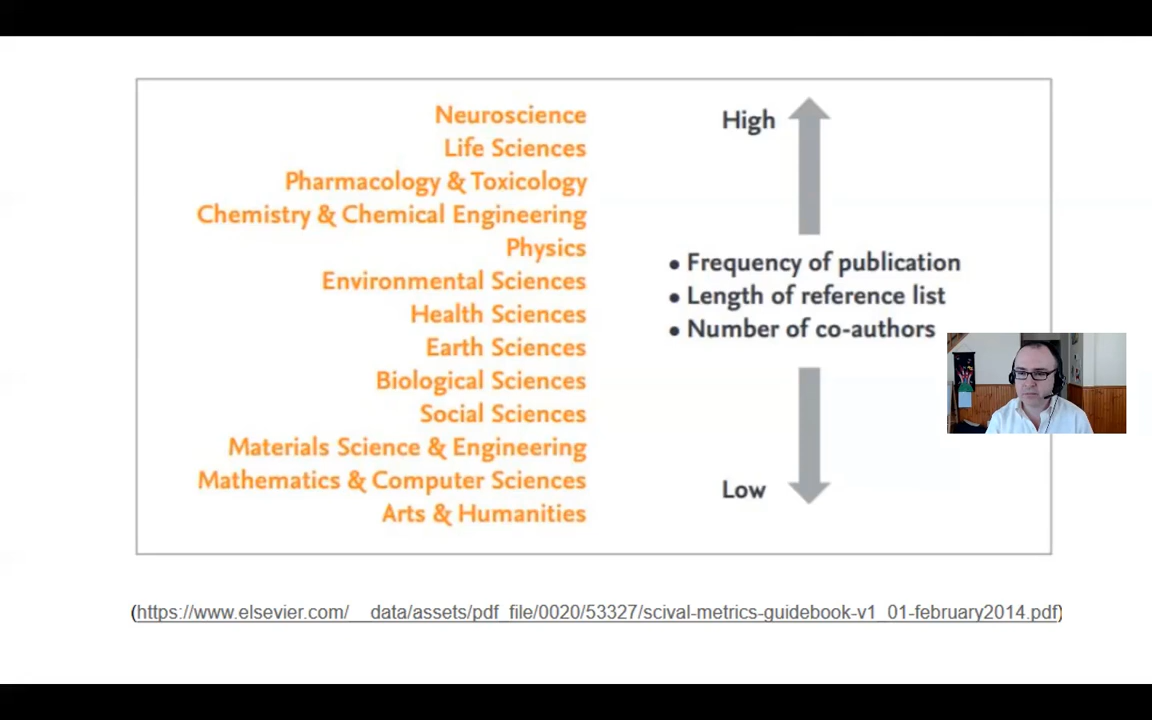 Neuroscience
Life Sciences
Pharmacology & Toxicology
Chemistry & Chemical Engineering
Physics
Environmental Sciences
Health Sciences
Earth Sciences
Biological Sciences
Social Sciences
Materials Science & Engineering
Mathematics & Computer Sciences
Arts & Humanities
High
• Frequency of publication
• Length of reference list
• Number of co-authors
Low
(https://www.elsevier.com/__data/assets/pdf_file/0020/53327/scival-metrics-guidebook-v1_01-february2014.pdf)